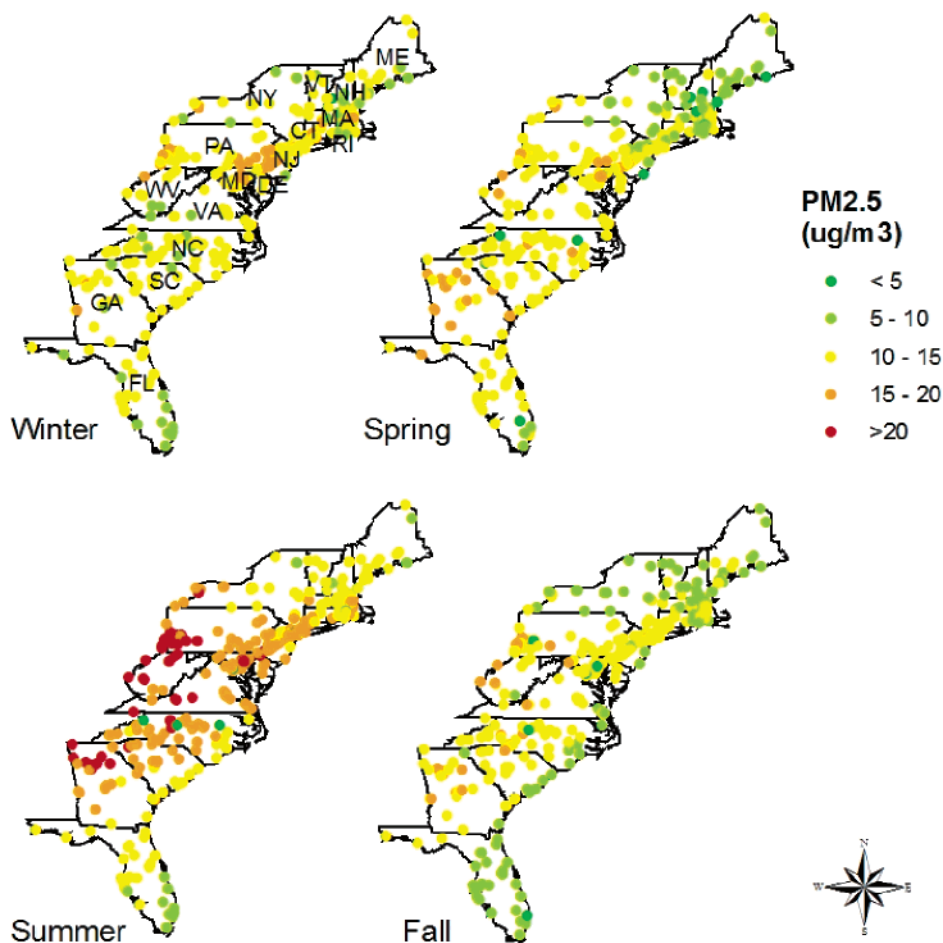 ME
VT
NH
NY
MA
CT
RI
PA
NJ
MD
DE
WV
VA
NC
SC
GA
FL
Winter
Spring
PM2.5
(ug/m3)
< 5
5 - 10
10 - 15
15 - 20
>20
Summer
Fall
N
W
E
S